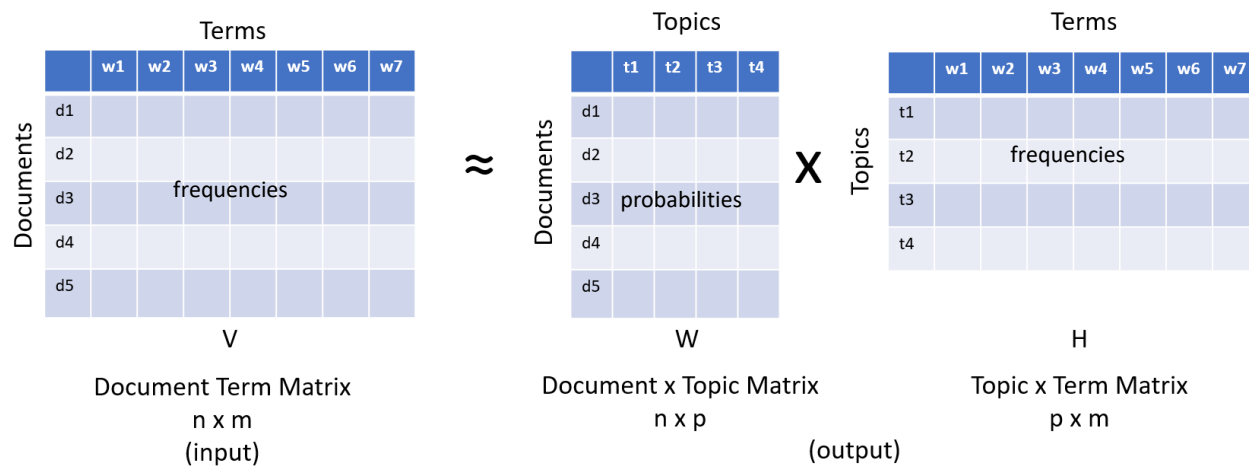 Terms
w1 w2 w3 w4 w5 w6 w7
Documents
d1
d2
d3
d4
d5
frequencies
V
Document Term Matrix
n x m
(input)
≈
Topics
t1 t2 t3 t4
Documents
d1
d2
d3
d4
d5
probabilities
W
Document x Topic Matrix
n x p
X
Terms
w1 w2 w3 w4 w5 w6 w7
Topics
t1
t2
t3
t4
frequencies
H
Topic x Term Matrix
p x m
(output)